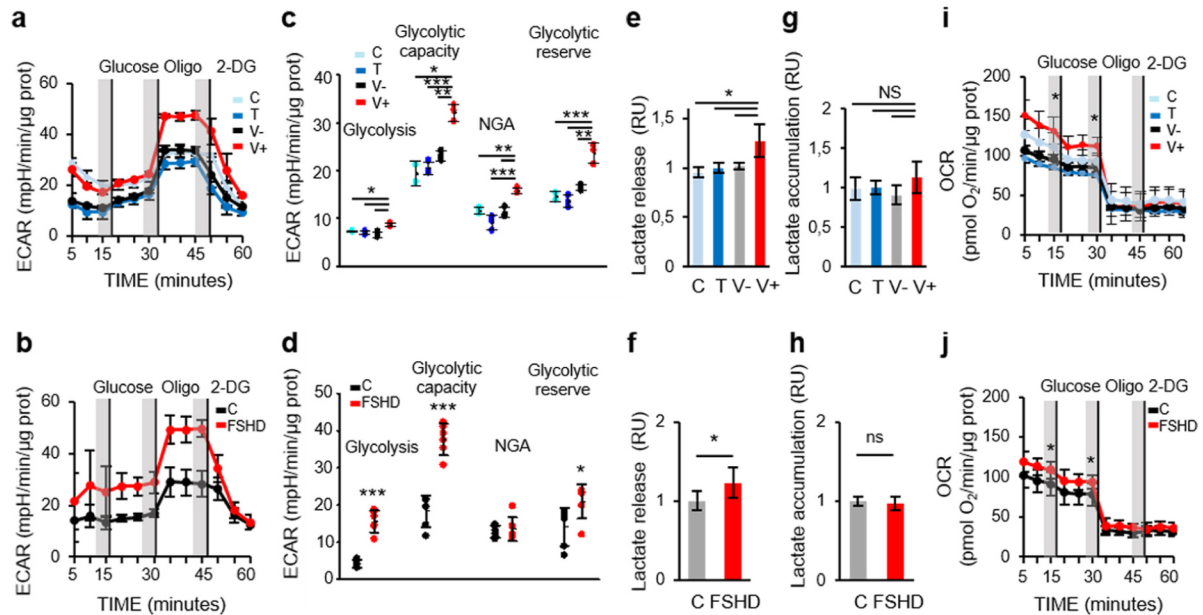 a
Glucose Oligo 2-DG
ECAR (mpH/min/µg prot)
60
40
20
0
C
T
V-
V+
5 15 30 45 60
TIME (minutes)
c
C
T
V-
V+
Glycolytic
capacity
Glycolytic
reserve
Glycolysis
NGA
ECAR (mpH/min/µg prot)
40
30
20
10
0
*
*
***
**
**
***
***
**
e
Lactate release (RU)
2
1,5
1
0,5
0
*
C T V- V+
g
Lactate accumulation (RU)
2
1,5
1
0,5
0
NS
C T V- V+
i
Glucose Oligo 2-DG
OCR
(pmol O2/min/µg prot)
200
150
100
50
0
*
*
C
T
V-
V+
5 15 30 45 60
TIME (minutes)
b
Glucose Oligo 2-DG
ECAR (mpH/min/µg prot)
60
40
20
0
C
FSHD
5 15 30 45 60
TIME (minutes)
d
C
FSHD
Glycolytic
capacity
Glycolytic
reserve
Glycolysis
NGA
ECAR (mpH/min/µg prot)
50
40
30
20
10
0
***
***
*
f
Lactate release (RU)
2
1
0
*
C FSHD
h
Lactate accumulation (RU)
2
1
0
ns
C FSHD
j
Glucose Oligo 2-DG
OCR
(pmol O2/min/µg prot)
200
150
100
50
0
*
*
C
FSHD
5 15 30 45 60
TIME (minutes)